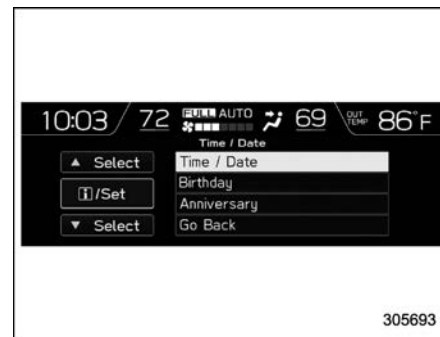 10:03 72 FULL AUTO 69 OUT TEMP 86°F
Time / Date
▲ Select
i/Set
▼ Select
Time / Date
Birthday
Anniversary
Go Back
305693